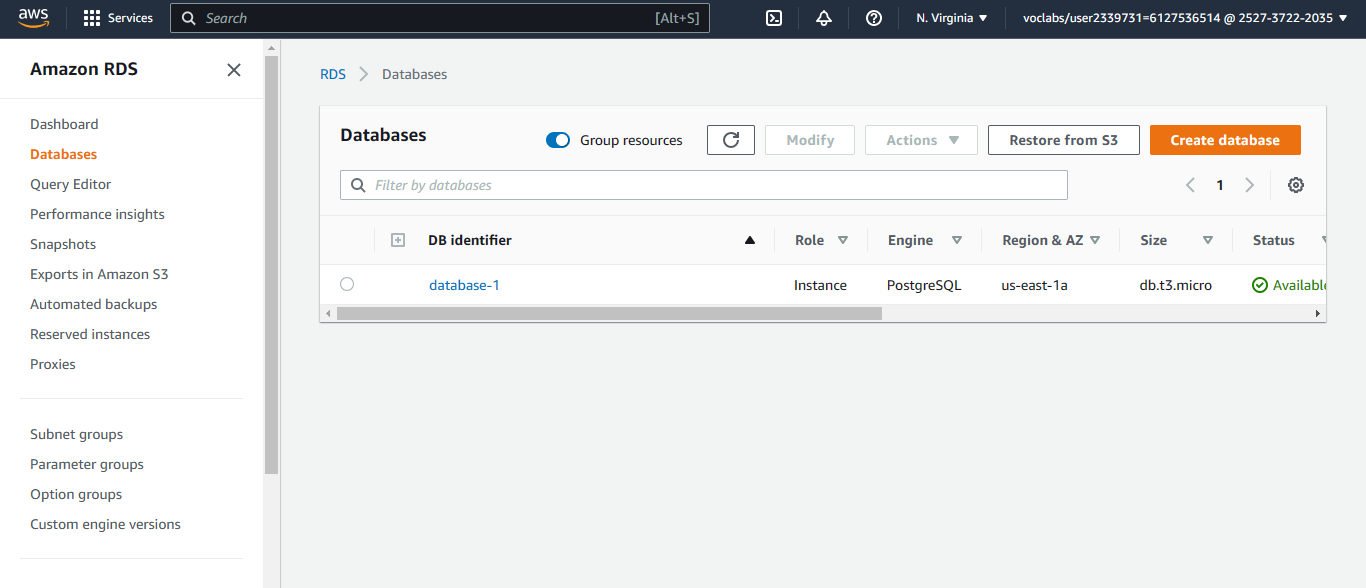 aws
Services
Search
[Alt+S]
N. Virginia
voclabs/user2339731=6127536514 @ 2527-3722-2035
Amazon RDS
Dashboard
Databases
Query Editor
Performance insights
Snapshots
Exports in Amazon S3
Automated backups
Reserved instances
Proxies
Subnet groups
Parameter groups
Option groups
Custom engine versions
RDS
Databases
Databases
Group resources
Modify
Actions
Restore from S3
Create database
Filter by databases
1
DB identifier
Role
Engine
Region & AZ
Size
Status
database-1
Instance
PostgreSQL
us-east-1a
db.t3.micro
Available